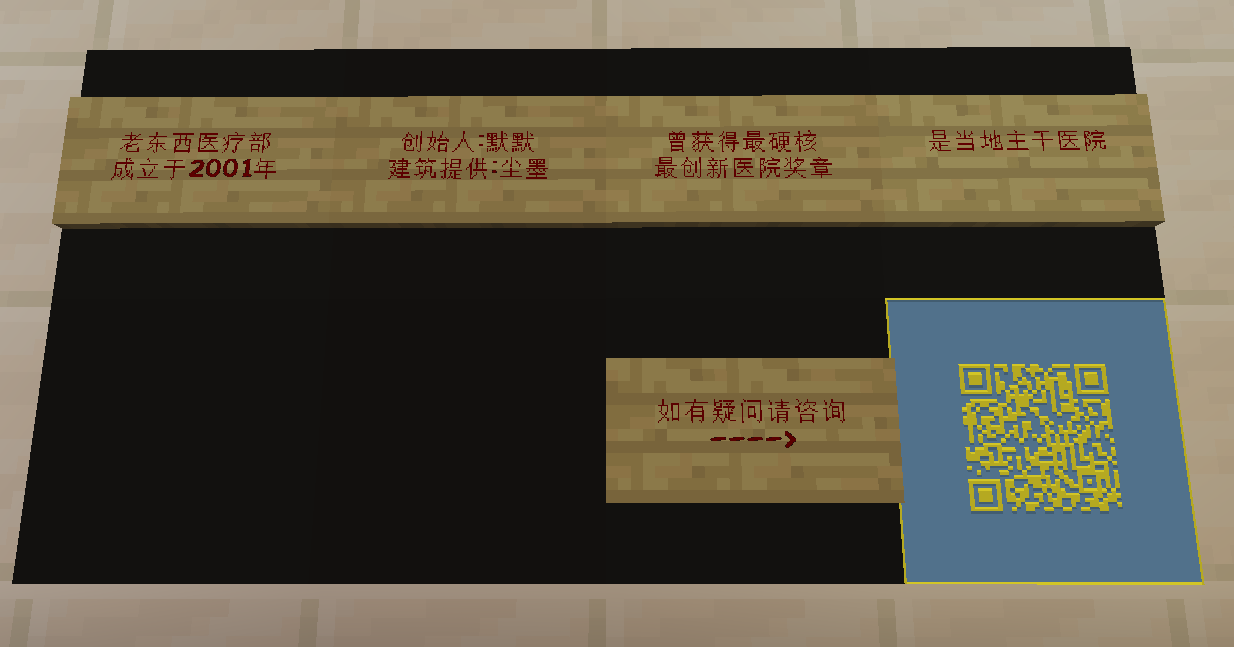 老东西医疗部
成立于2001年
创始人:默默
建筑提供:尘墨
曾获得最硬核
最创新医院奖章
是当地主干医院
如有疑问请咨询
---->